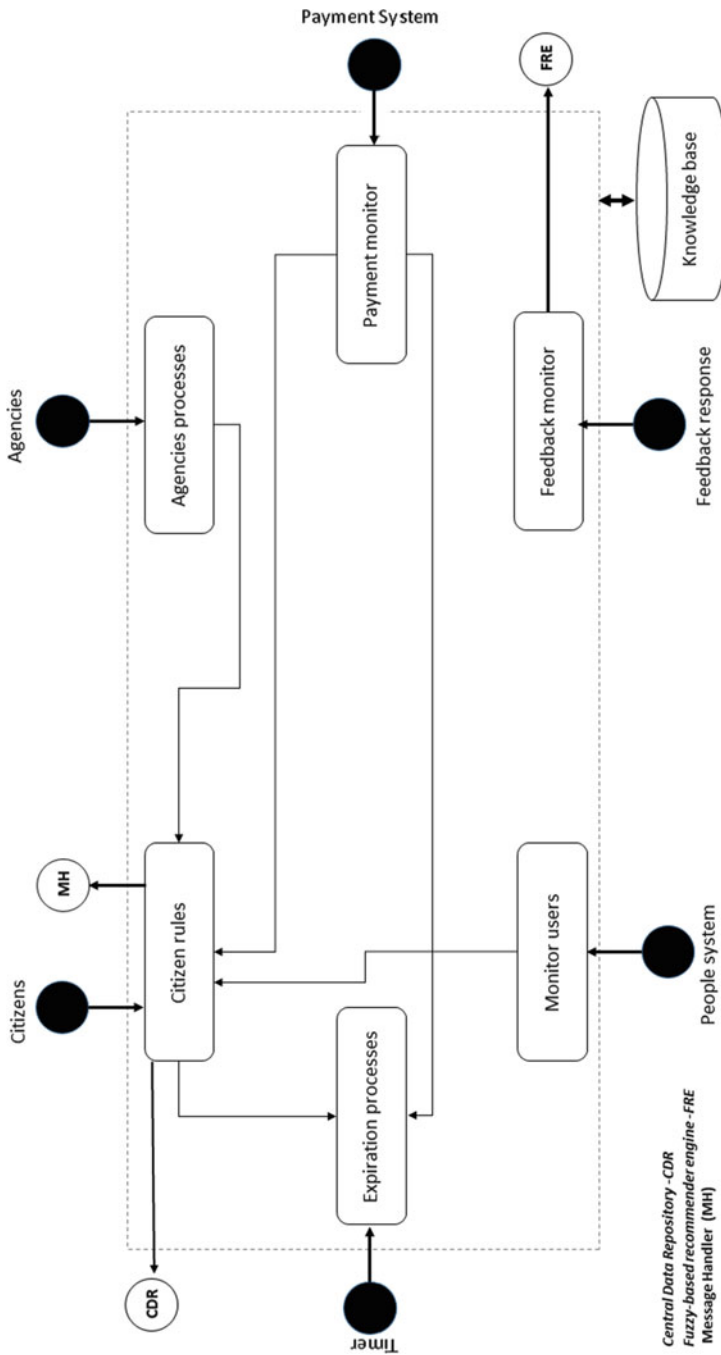 Payment System
FRE
Knowledge base
Payment monitor
Agencies
Agencies processes
Feedback monitor
Feedback response
MH
Citizens
Citizen rules
Monitor users
People system
Expiration processes
CDR
Timer
Central Data Repository -CDR
Fuzzy-based recommender engine -FRE
Message Handler (MH)